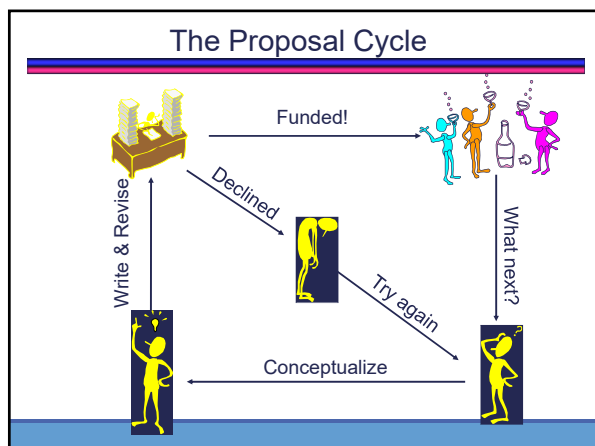 The Proposal Cycle
Funded!
Declined
Write & Revise
What next?
Try again
Conceptualize